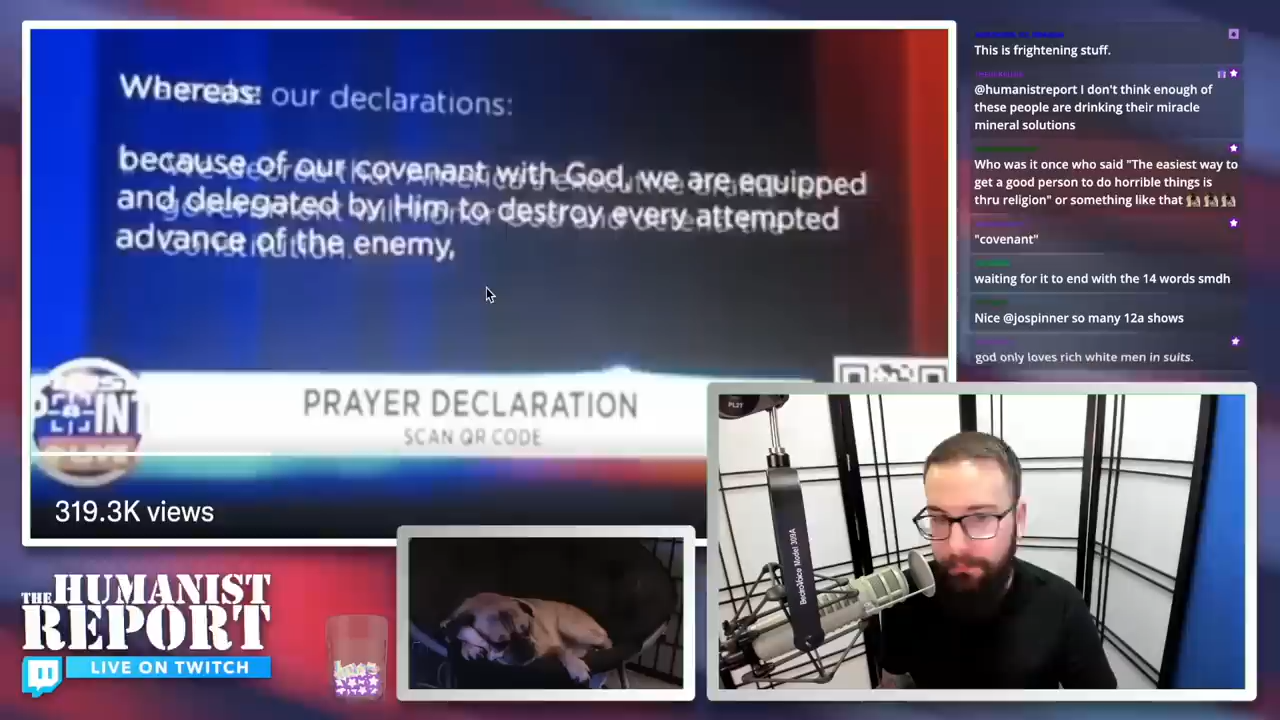 Whereas:
our declarations:
because of our covenant with God, we are equipped
and delegated by Him to destroy every attempted
advance of the enemy,
constitution.
PRAYER DECLARATION
SCAN QR CODE
319.3K views
This is frightening stuff.
@humanistreport I don't think enough of
these people are drinking their miracle
mineral solutions
Who was it once who said "The easiest way to
get a good person to do horrible things is
thru religion" or something like that
"covenant"
waiting for it to end with the 14 words smdh
Nice @jospinner so many 12a shows
god only loves rich white men in suits.
PL2T
BeckoVoice Model 309A
THE HUMANIST
REPORT
LIVE ON TWITCH